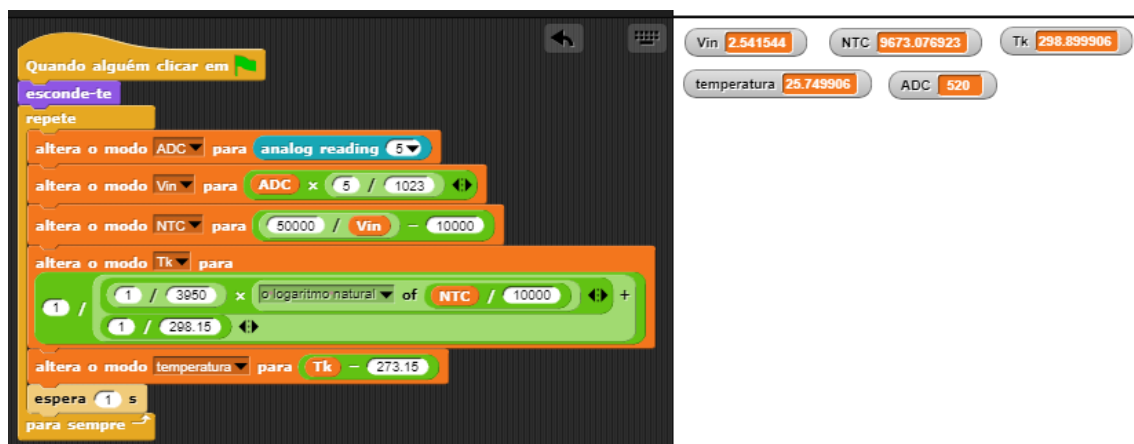 Quando alguém clicar em
esconde-te
repete
altera o modo ADC para analog reading 5
altera o modo Vin para ADC × 5 / 1023
altera o modo NTC para 50000 / Vin - 10000
altera o modo Tk para
1 / 1 / 3950 × o logaritmo natural of NTC / 10000 +
1 / 298.15
altera o modo temperatura para Tk - 273.15
espera 1 s
para sempre
Vin 2.541544 NTC 9673.076923 Tk 298.899906
temperatura 25.749906 ADC 520